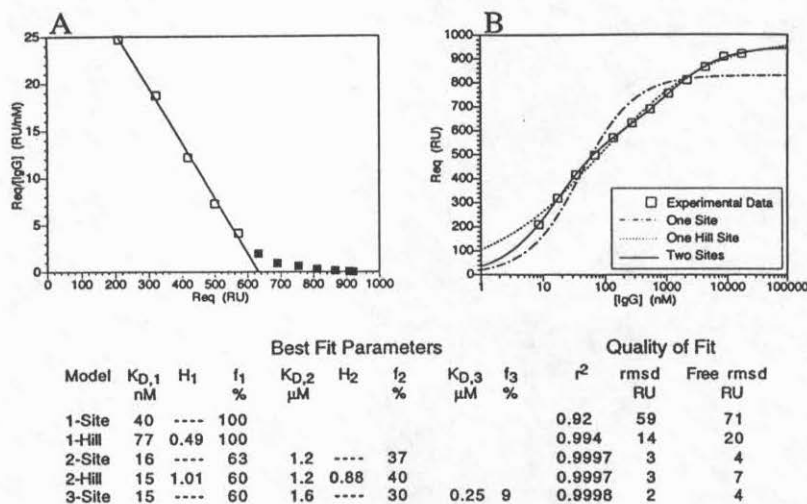 A
25
20
15
10
5
0
Req/[IgG] (RU/nM)
0 100 200 300 400 500 600 700 800 900 1000
Req (RU)
B
1000
900
800
700
600
500
400
300
200
100
0
Req (RU)
1 10 100 1000 10000 100000
[IgG] (nM)
Experimental Data
One Site
One Hill Site
Two Sites
Best Fit Parameters Quality of Fit
Model KD,1 H1 f1 KD,2 H2 f2 KD,3 f3 r2 rmsd Free rmsd
nM % µM % µM % RU RU
1-Site 40 ---- 100 0.92 59 71
1-Hill 77 0.49 100 0.994 14 20
2-Site 16 ---- 63 1.2 ---- 37 0.9997 3 4
2-Hill 15 1.01 60 1.2 0.88 40 0.9997 3 7
3-Site 15 ---- 60 1.6 ---- 30 0.25 9 0.9998 2 4